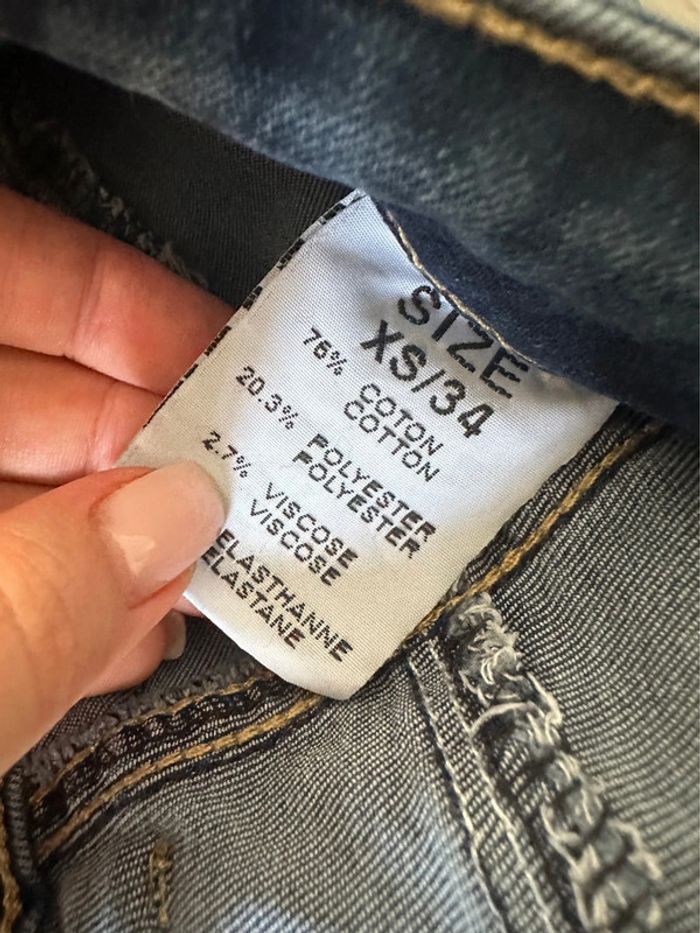 SIZE
XS/34
76% COTON
COTTON
20.3% POLYESTER
POLYESTER
2.7% VISCOSE
VISCOSE
ELASTHANNE
ELASTANE